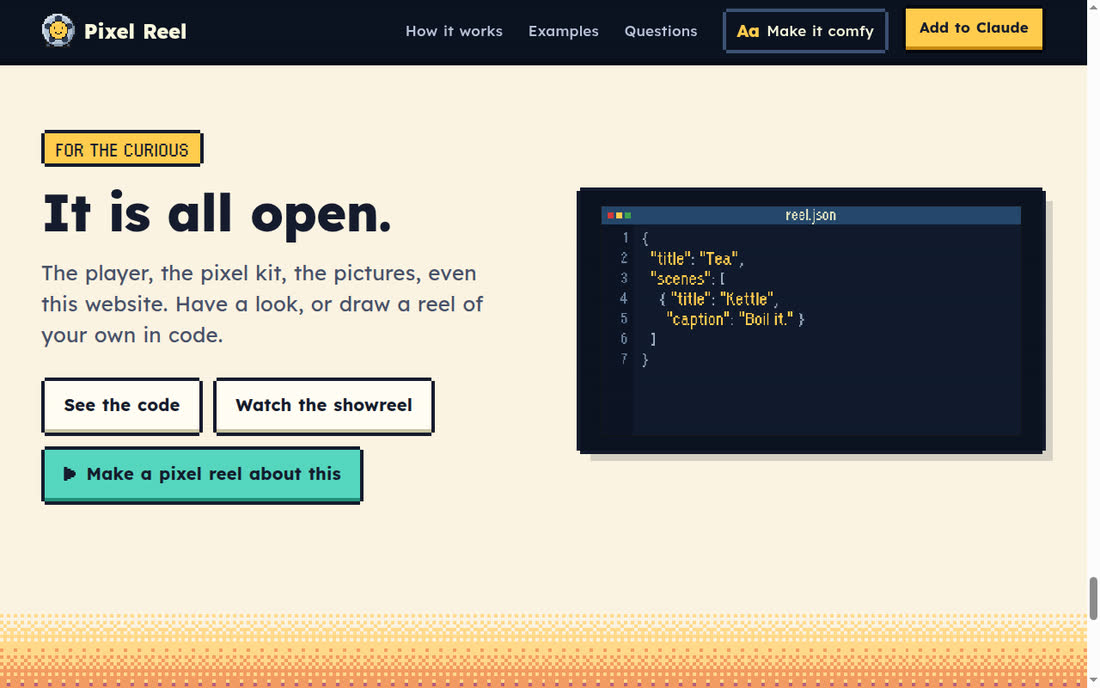 Pixel Reel
How it works
Examples
Questions
Aa Make it comfy
Add to Claude
FOR THE CURIOUS
It is all open.
The player, the pixel kit, the pictures, even
this website. Have a look, or draw a reel of
your own in code.
See the code
Watch the showreel
Make a pixel reel about this
reel.json
1 {
2 "title": "Tea",
3 "scenes": [
4 { "title": "Kettle",
5 "caption": "Boil it." }
6 ]
7 }